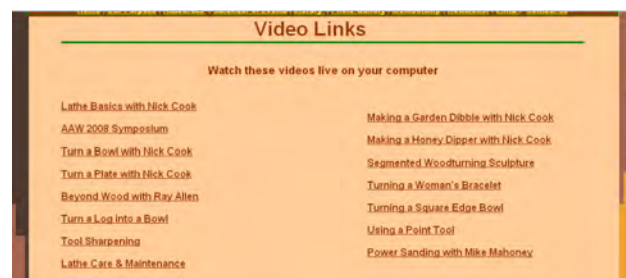 Video Links
Watch these videos live on your computer
Lathe Basics with Nick Cook
AAW 2008 Symposium
Turn a Bowl with Nick Cook
Turn a Plate with Nick Cook
Beyond Wood with Ray Allen
Turn a Log into a Bowl
Tool Sharpening
Lathe Care & Maintenance
Making a Garden Dibble with Nick Cook
Making a Honey Dipper with Nick Cook
Segmented Woodturning Sculpture
Turning a Woman's Bracelet
Turning a Square Edge Bowl
Using a Point Tool
Power Sanding with Mike Mahoney